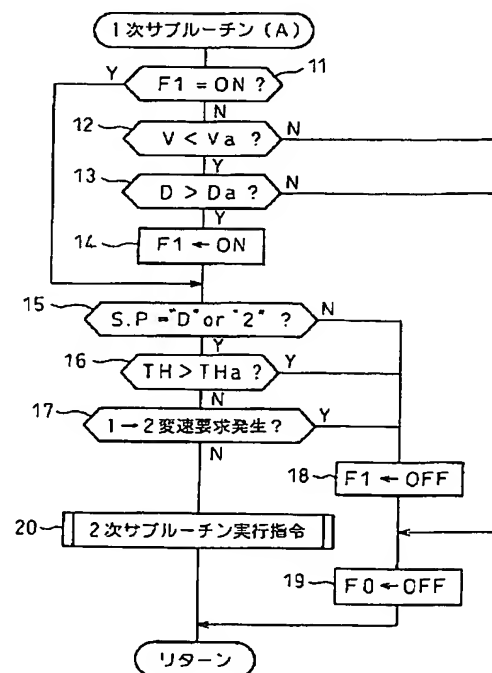 1次サブルーチン(A)
11
Y
F1=ON?
N
12
V<Va ?
N
Y
13
D>Da ?
N
Y
14
F1←ON
15
S.P="D"or "2" ?
N
Y
16
TH>THa?
Y
N
17
1→2変速要求発生?
Y
N
18
F1←OFF
20
2次サブルーチン実行指令
19
F0←OFF
リターン